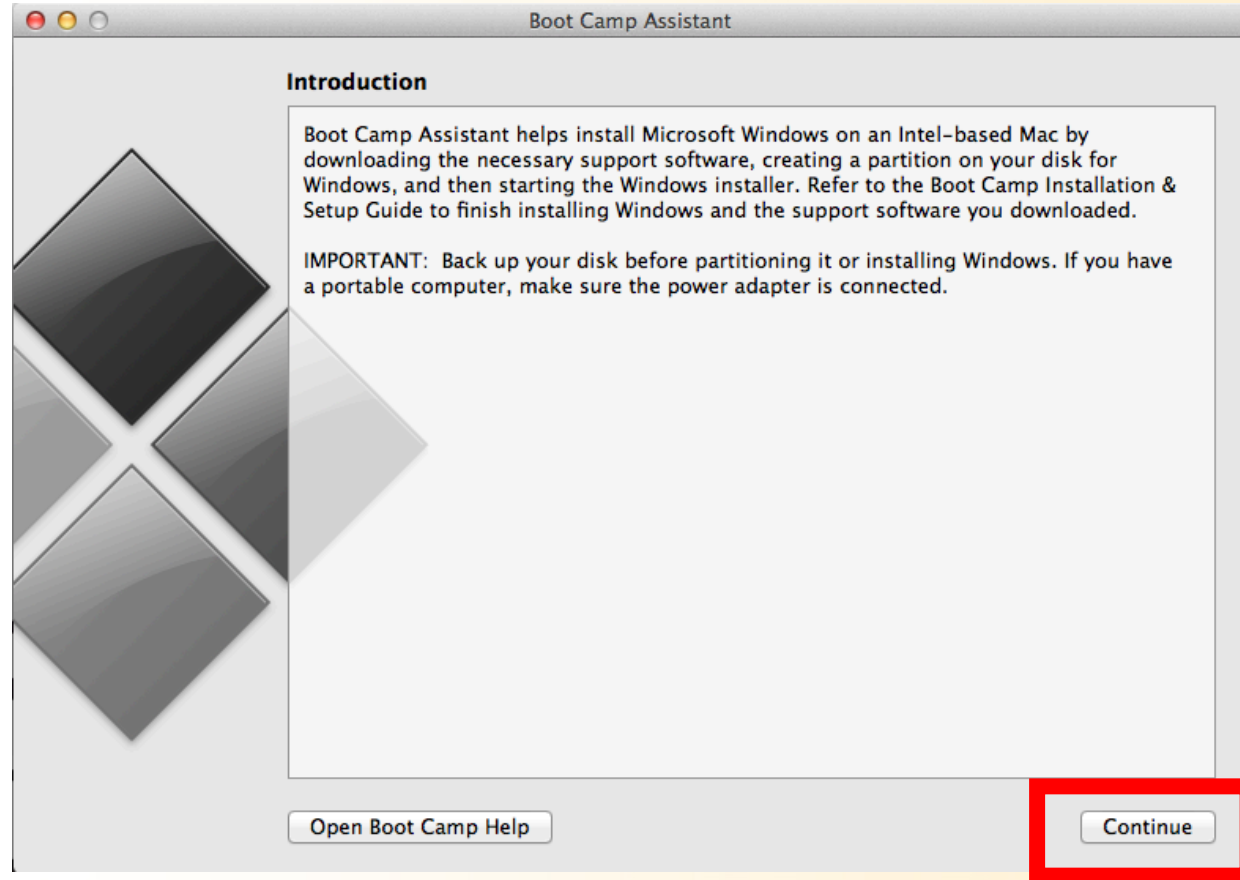 Boot Camp Assistant
Introduction
Boot Camp Assistant helps install Microsoft Windows on an Intel-based Mac by
downloading the necessary support software, creating a partition on your disk for
Windows, and then starting the Windows installer. Refer to the Boot Camp Installation &
Setup Guide to finish installing Windows and the support software you downloaded.
IMPORTANT:  Back up your disk before partitioning it or installing Windows. If you have
a portable computer, make sure the power adapter is connected.
Open Boot Camp Help
Continue